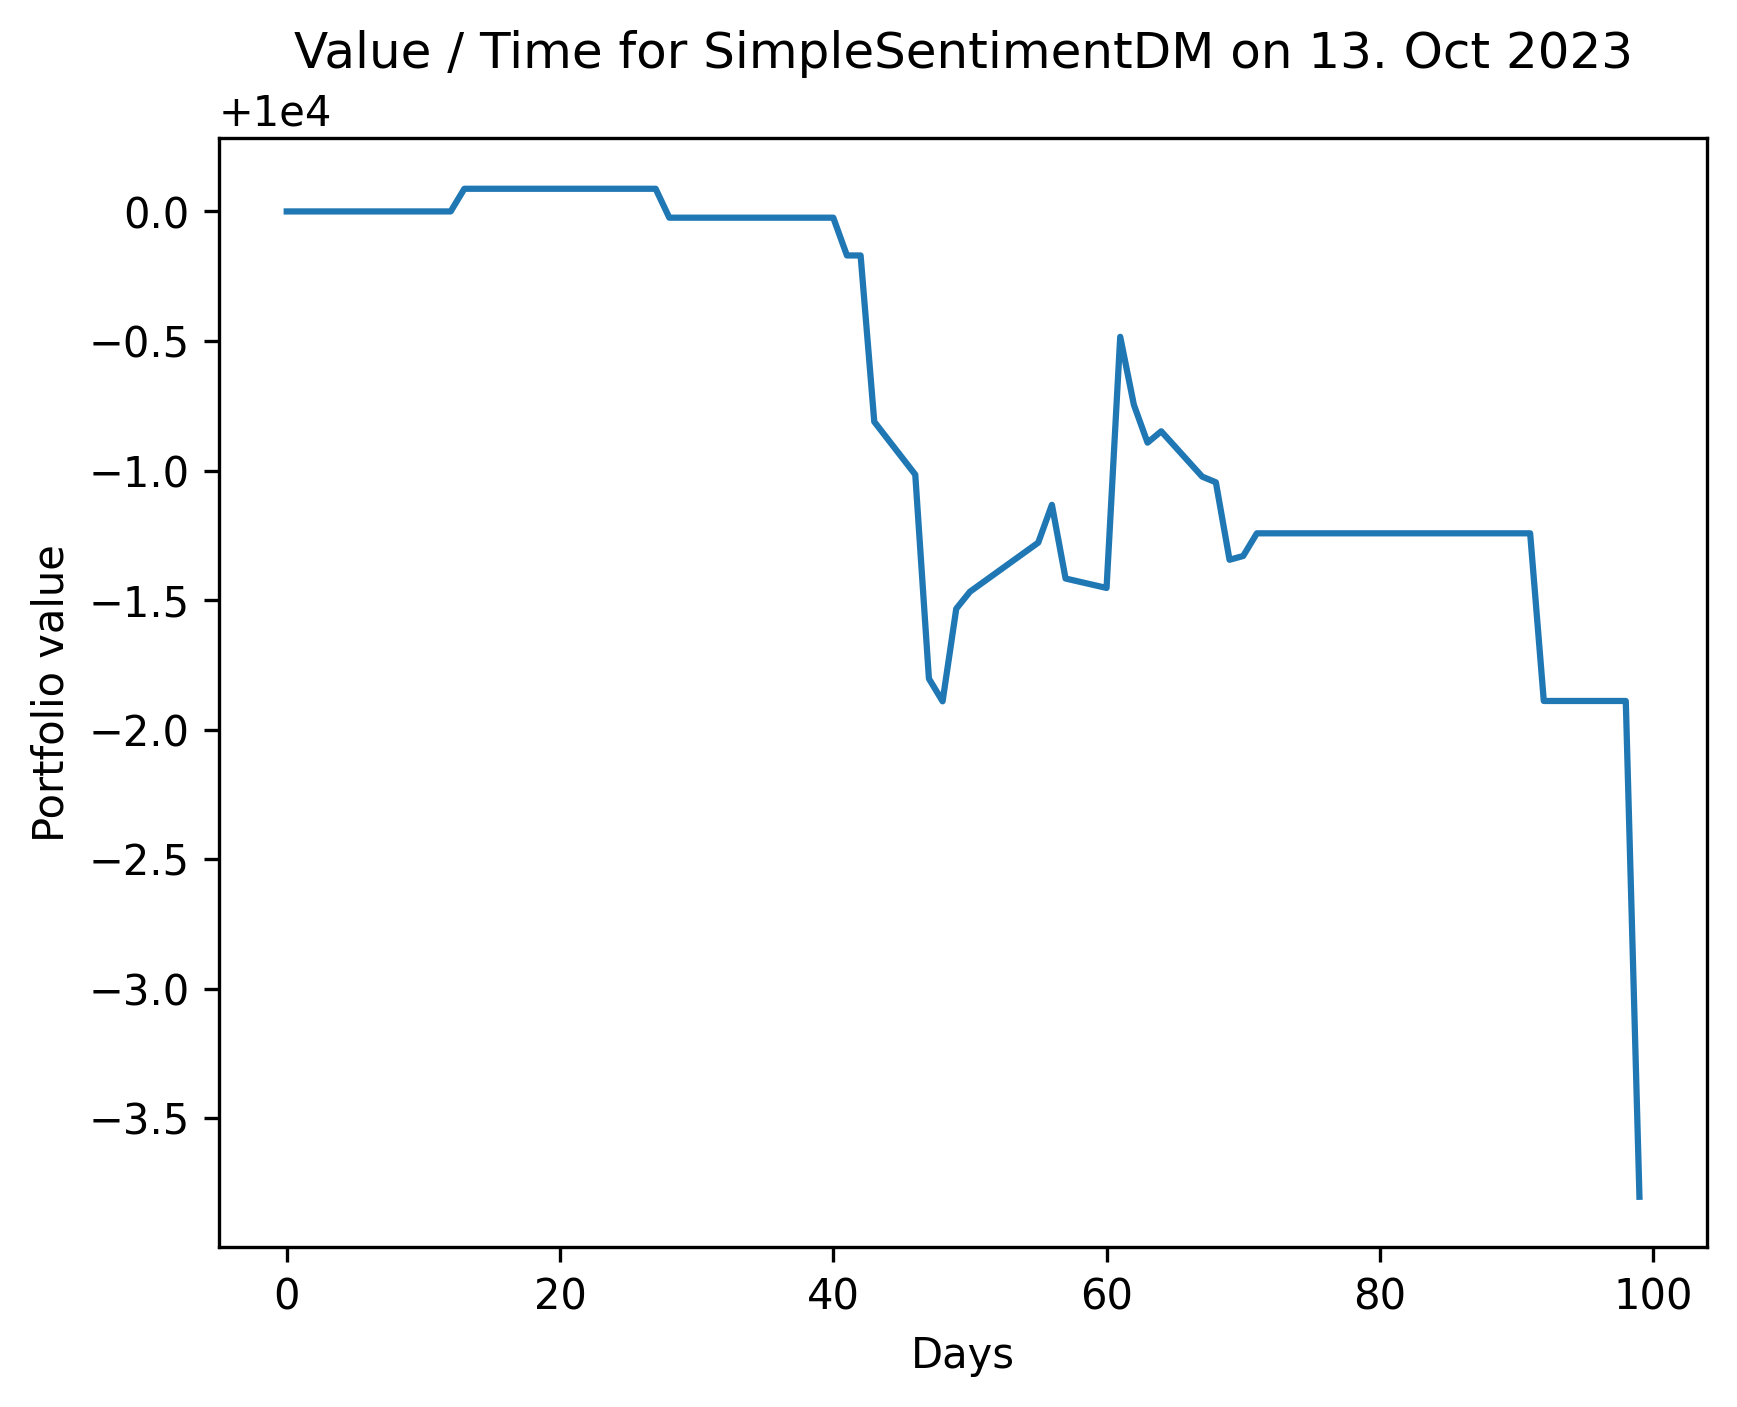 Value / Time for SimpleSentimentDM on 13. Oct 2023
+1e4
0.0
−0.5
−1.0
−1.5
−2.0
−2.5
−3.0
−3.5
Portfolio value
0 20 40 60 80 100
Days